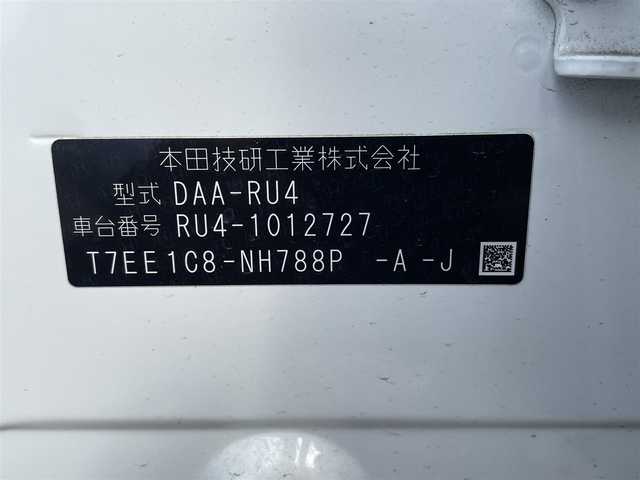 本田技研工業株式会社
型式 DAA-RU4
車台番号 RU4-1012727
T7EE1C8-NH788P -A -J